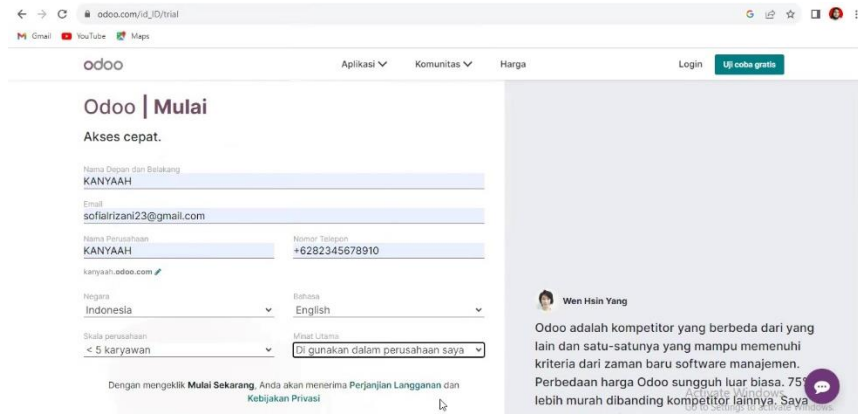 odoo.com/id_ID/trial
Gmail YouTube Maps
odoo Aplikasi Komunitas Harga Login Uji coba gratis
Odoo | Mulai
Akses cepat.
Nama Depan dan Belakang
KANYAAH
Email
sofialrizani23@gmail.com
Nama Perusahaan Nomor Telepon
KANYAAH +6282345678910
kanyaah.odoo.com
Negara Bahasa
Indonesia English
Skala perusahaan Minat Utama
< 5 karyawan Di gunakan dalam perusahaan saya
Dengan mengeklik Mulai Sekarang, Anda akan menerima Perjanjian Langganan dan
Kebijakan Privasi
Wen Hsin Yang
Odoo adalah kompetitor yang berbeda dari yang
lain dan satu-satunya yang mampu memenuhi
kriteria dari zaman baru software manajemen.
Perbedaan harga Odoo sungguh luar biasa. 75%
lebih murah dibanding kompetitor lainnya. Saya
Activate Windows
Go to Settings to activate Windows.